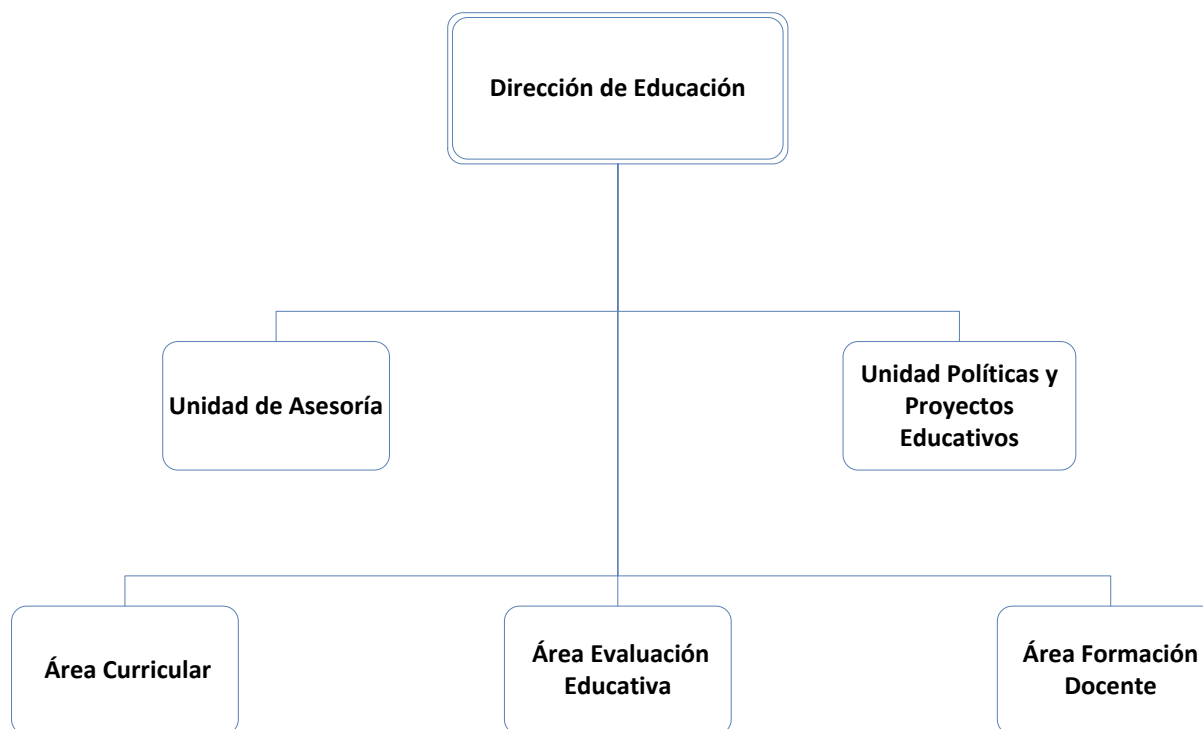 Dirección de Educación
Unidad de Asesoría
Unidad Políticas y
Proyectos
Educativos
Área Curricular
Área Evaluación
Educativa
Área Formación
Docente